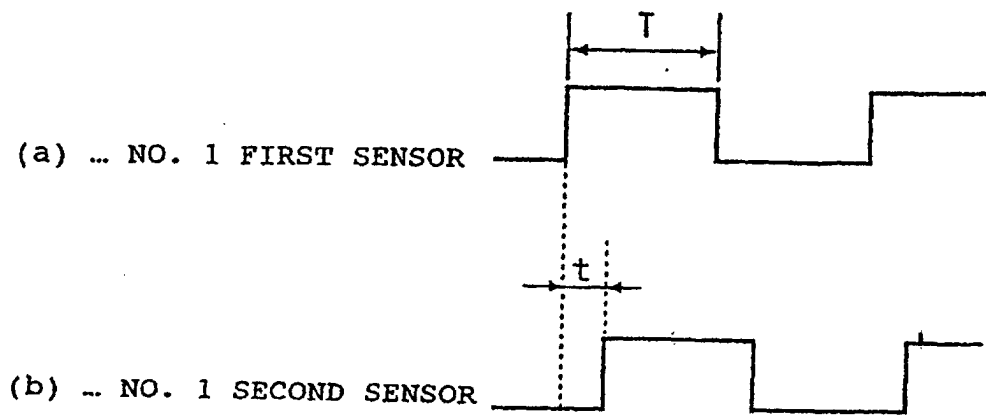 T
(a) … NO. 1 FIRST SENSOR
t
(b) … NO. 1 SECOND SENSOR